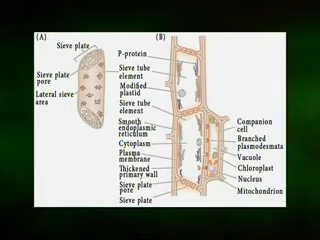 (A)
Sieve plate
Sieve plate
pore
Lateral sieve
area
(B)
P-protein
Sieve tube
element
Modified
plastid
Sieve tube
element
Smooth
endoplasmic
reticulum
Cytoplasm
Plasma
membrane
Thickened
primary wall
Sieve plate
pore
Sieve plate
Companion
cell
Branched
plasmodesmata
Vacuole
Chloroplast
Nucleus
Mitochondrion